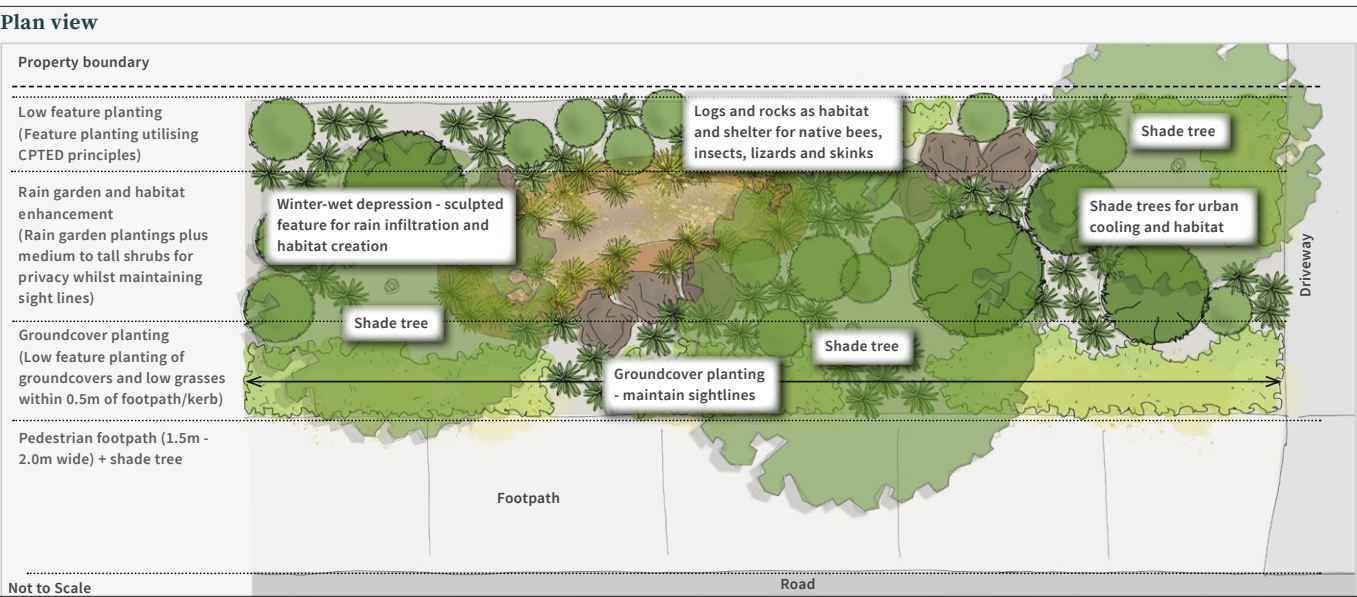 Plan view
Property boundary
Low feature planting
(Feature planting utilising
CPTED principles)
Rain garden and habitat
enhancement
(Rain garden plantings plus
medium to tall shrubs for
privacy whilst maintaining
sight lines)
Groundcover planting
(Low feature planting of
groundcovers and low grasses
within 0.5m of footpath/kerb)
Pedestrian footpath (1.5m -
2.0m wide) + shade tree
Not to Scale
Logs and rocks as habitat
and shelter for native bees,
insects, lizards and skinks
Shade tree
Winter-wet depression - sculpted
feature for rain infiltration and
habitat creation
Shade trees for urban
cooling and habitat
Driveway
Shade tree
Shade tree
Groundcover planting
- maintain sightlines
Footpath
Road